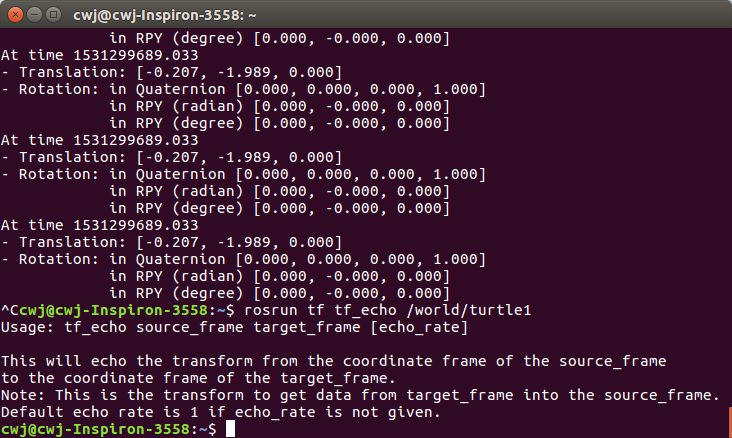 cwj@cwj-Inspiron-3558: ~
in RPY (degree) [0.000, -0.000, 0.000]
At time 1531299689.033
- Translation: [-0.207, -1.989, 0.000]
- Rotation: in Quaternion [0.000, 0.000, 0.000, 1.000]
in RPY (radian) [0.000, -0.000, 0.000]
in RPY (degree) [0.000, -0.000, 0.000]
At time 1531299689.033
- Translation: [-0.207, -1.989, 0.000]
- Rotation: in Quaternion [0.000, 0.000, 0.000, 1.000]
in RPY (radian) [0.000, -0.000, 0.000]
in RPY (degree) [0.000, -0.000, 0.000]
At time 1531299689.033
- Translation: [-0.207, -1.989, 0.000]
- Rotation: in Quaternion [0.000, 0.000, 0.000, 1.000]
in RPY (radian) [0.000, -0.000, 0.000]
in RPY (degree) [0.000, -0.000, 0.000]
^Ccwj@cwj-Inspiron-3558:~$ rosrun tf tf_echo /world/turtle1
Usage: tf_echo source_frame target_frame [echo_rate]

This will echo the transform from the coordinate frame of the source_frame
to the coordinate frame of the target_frame.
Note: This is the transform to get data from target_frame into the source_frame.
Default echo rate is 1 if echo_rate is not given.
cwj@cwj-Inspiron-3558:~$